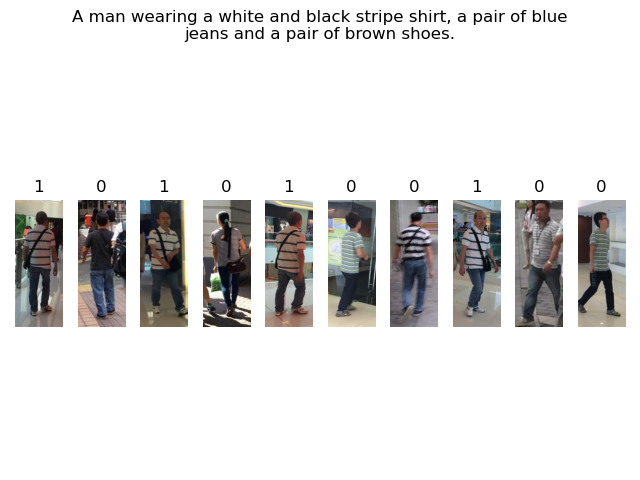 A man wearing a white and black stripe shirt, a pair of blue
jeans and a pair of brown shoes.
1 0 1 0 1 0 0 1 0 0